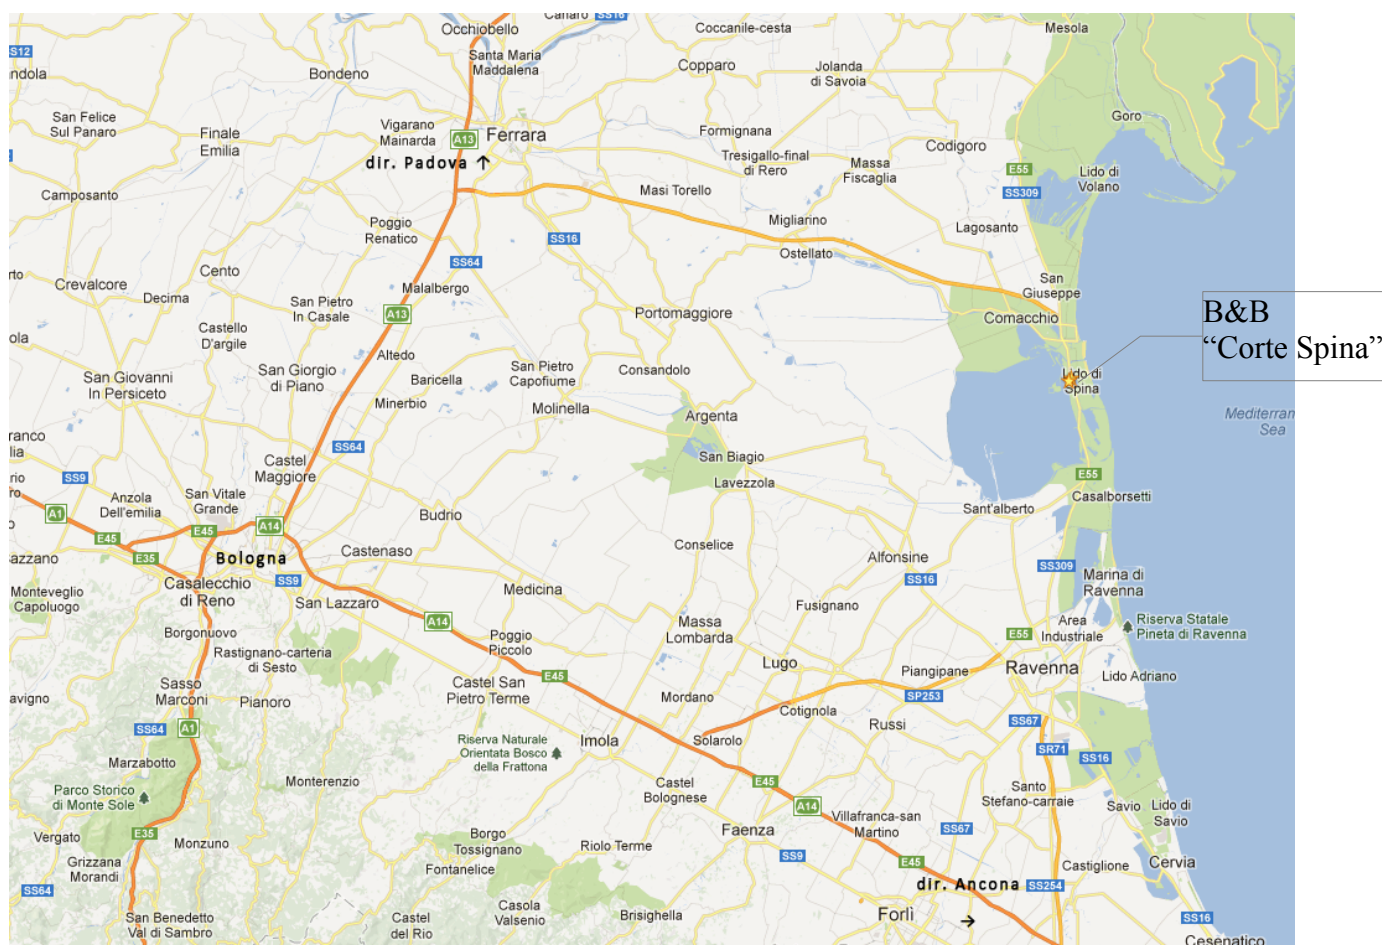 Canaro
SS16
Occhiobello
Coccanile-cesta
Mesola
SS12
Santa Maria
Maddalena
ndola
Bondeno
Copparo
Jolanda
di Savoia
San Felice
Sul Panaro
Finale
Emilia
Vigarano
Mainarda
A13
Ferrara
Formignana
Goro
Codigoro
dir. Padova ↑
Tresigallo-final
di Rero
Massa
Fiscaglia
E55
Lido di
Volano
Camposanto
Masi Torello
SS309
Poggio
Renatico
Migliarino
Lagosanto
SS16
Ostellato
SS64
rto
Cento
Crevalcore
Decima
Malalbergo
San
Giuseppe
San Pietro
In Casale
A13
Portomaggiore
Comacchio
B&B
“Corte Spina”
ola
Castello
D'argile
Altedo
San Giovanni
In Persiceto
San Giorgio
di Piano
Baricella
San Pietro
Capofiume
Consandolo
Lido di
Spina
Minerbio
Molinella
Argenta
Mediterran
Sea
franco
ilia
SS64
Castel
Maggiore
San Biagio
E55
rio
ro
SS9
Lavezzola
Casalborsetti
Anzola
Dell'emilia
San Vitale
Grande
Sant'alberto
A1
E45
E45
A14
Budrio
E35
Bologna
Castenaso
Conselice
Alfonsine
azzano
SS9
SS16
SS309
Marina di
Ravenna
Monteveglio
Capoluogo
Casalecchio
di Reno
San Lazzaro
Medicina
Fusignano
A14
Massa
Lombarda
Area
Industriale
Riserva Statale
Pineta di Ravenna
Borgonuovo
Poggio
Piccolo
E55
Rastignano-carteria
di Sesto
Lugo
Piangipane
Ravenna
E45
Lido Adriano
avigno
Sasso
Marconi
Pianoro
Castel San
Pietro Terme
Mordano
SP253
Cotignola
SS64
A1
Russi
SS67
Riserva Naturale
Orientata Bosco
della Frattona
Imola
Solarolo
SR71
SS16
Marzabotto
Monterenzio
Castel
Bolognese
E45
Santo
Stefano-carraie
Parco Storico
di Monte Sole
A14
Savio
Lido di
Savio
Villafranca-san
Martino
Vergato
E35
Monzuno
Borgo
Tossignano
Faenza
SS67
Riolo Terme
SS9
Grizzana
Morandi
Fontanelice
E45
Castiglione
Cervia
SS64
dir. Ancona
SS254
San Benedetto
Val di Sambro
Castel
del Rio
Casola
Valsenio
Brisighella
Forlì
→
SS16
Cesenatico